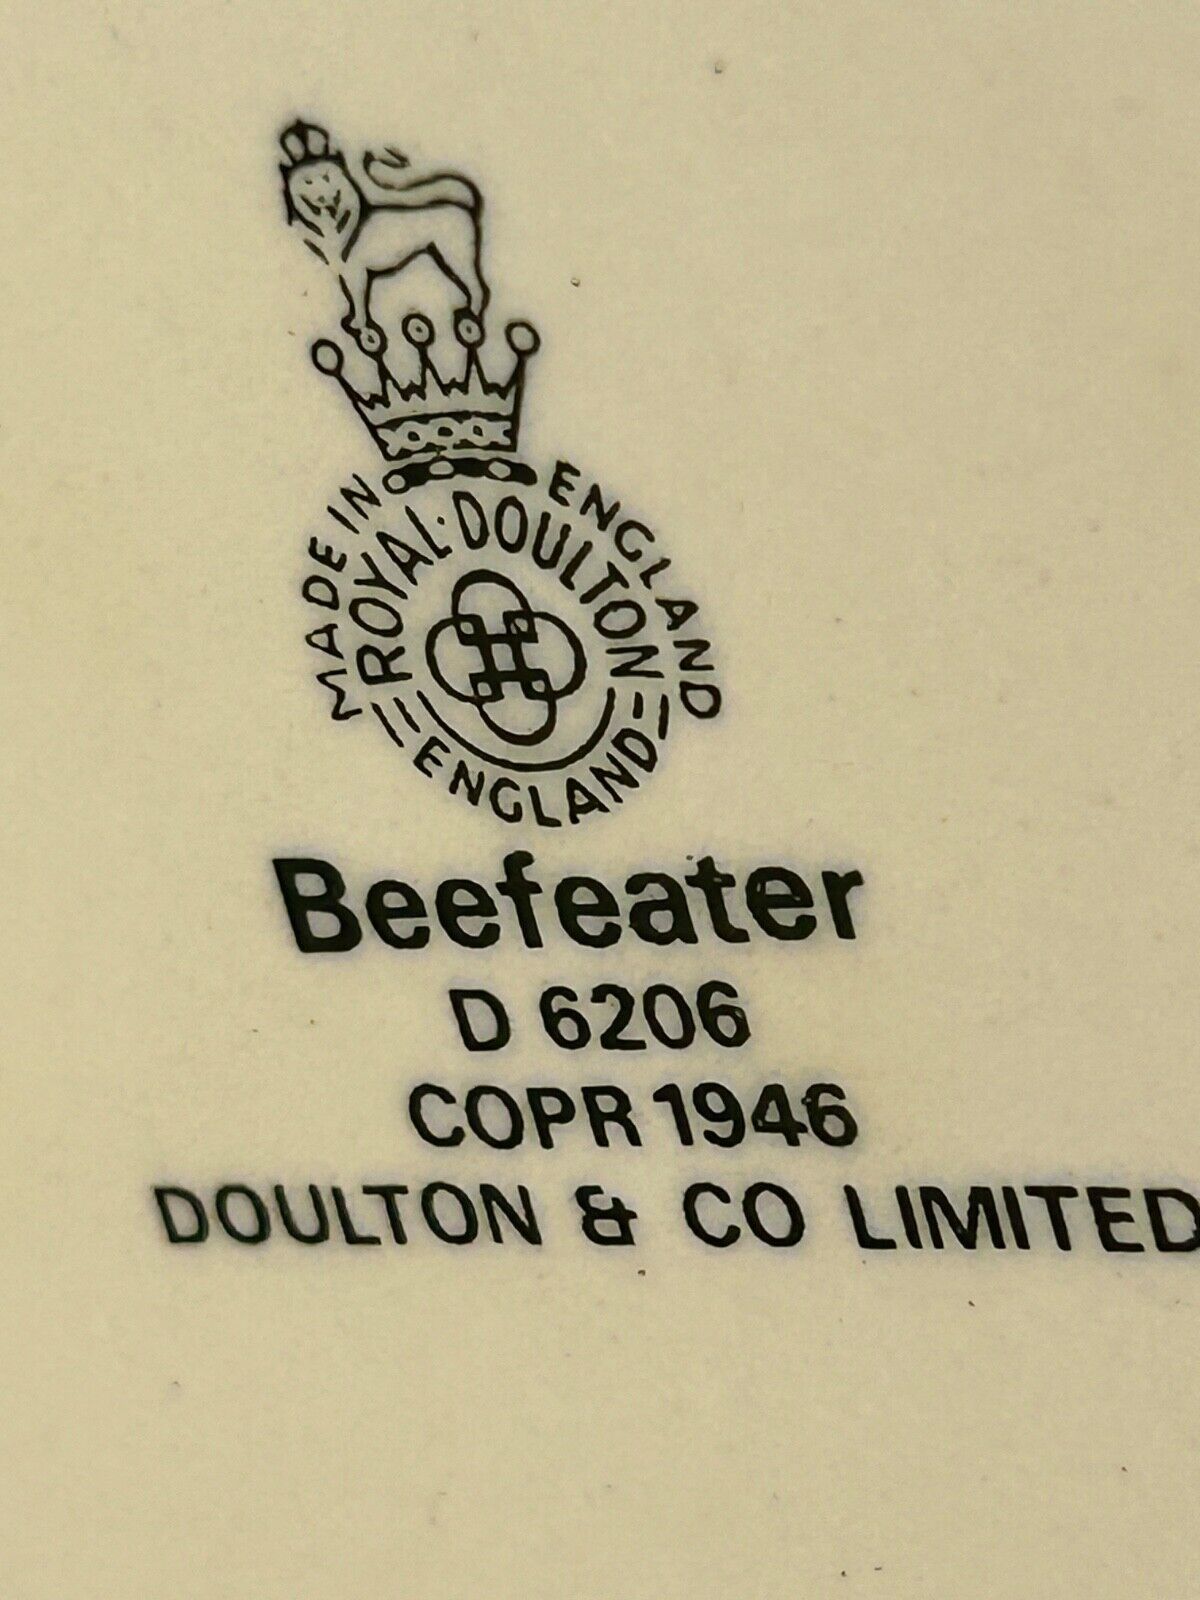 MADE IN ENGLAND
ROYAL·DOULTON
ENGLAND
Beefeater
D 6206
COPR 1946
DOULTON & CO LIMITED